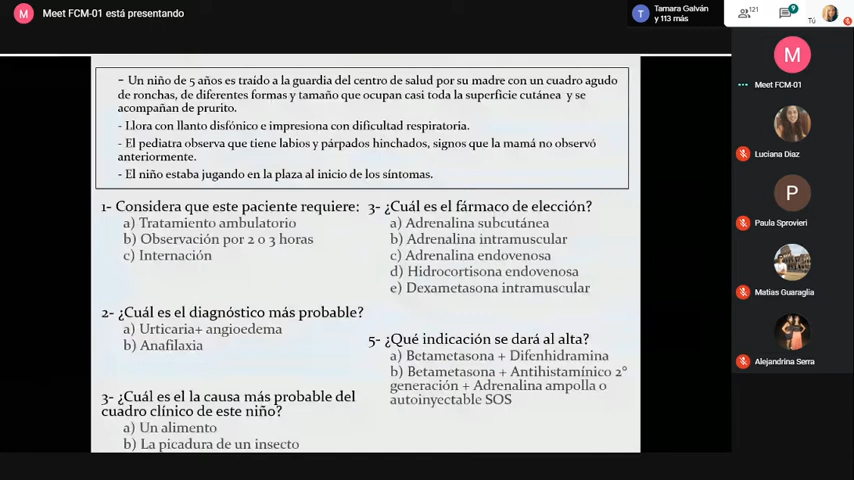 M Meet FCM-01 está presentando
T Tamara Galván
y 113 más
121
9
Tú
- Un niño de 5 años es traído a la guardia del centro de salud por su madre con un cuadro agudo
de ronchas, de diferentes formas y tamaño que ocupan casi toda la superficie cutánea y se
acompañan de prurito.
- Llora con llanto disfónico e impresiona con dificultad respiratoria.
- El pediatra observa que tiene labios y párpados hinchados, signos que la mamá no observó
anteriormente.
- El niño estaba jugando en la plaza al inicio de los síntomas.
1- Considera que este paciente requiere:
a) Tratamiento ambulatorio
b) Observación por 2 o 3 horas
c) Internación
2- ¿Cuál es el diagnóstico más probable?
a) Urticaria+ angioedema
b) Anafilaxia
3- ¿Cuál es el la causa más probable del
cuadro clínico de este niño?
a) Un alimento
b) La picadura de un insecto
3- ¿Cuál es el fármaco de elección?
a) Adrenalina subcutánea
b) Adrenalina intramuscular
c) Adrenalina endovenosa
d) Hidrocortisona endovenosa
e) Dexametasona intramuscular
5- ¿Qué indicación se dará al alta?
a) Betametasona + Difenhidramina
b) Betametasona + Antihistamínico 2°
generación + Adrenalina ampolla o
autoinyectable SOS
M
Meet FCM-01
Luciana Diaz
P
Paula Sprovieri
Matias Guaraglia
Alejandrina Serra